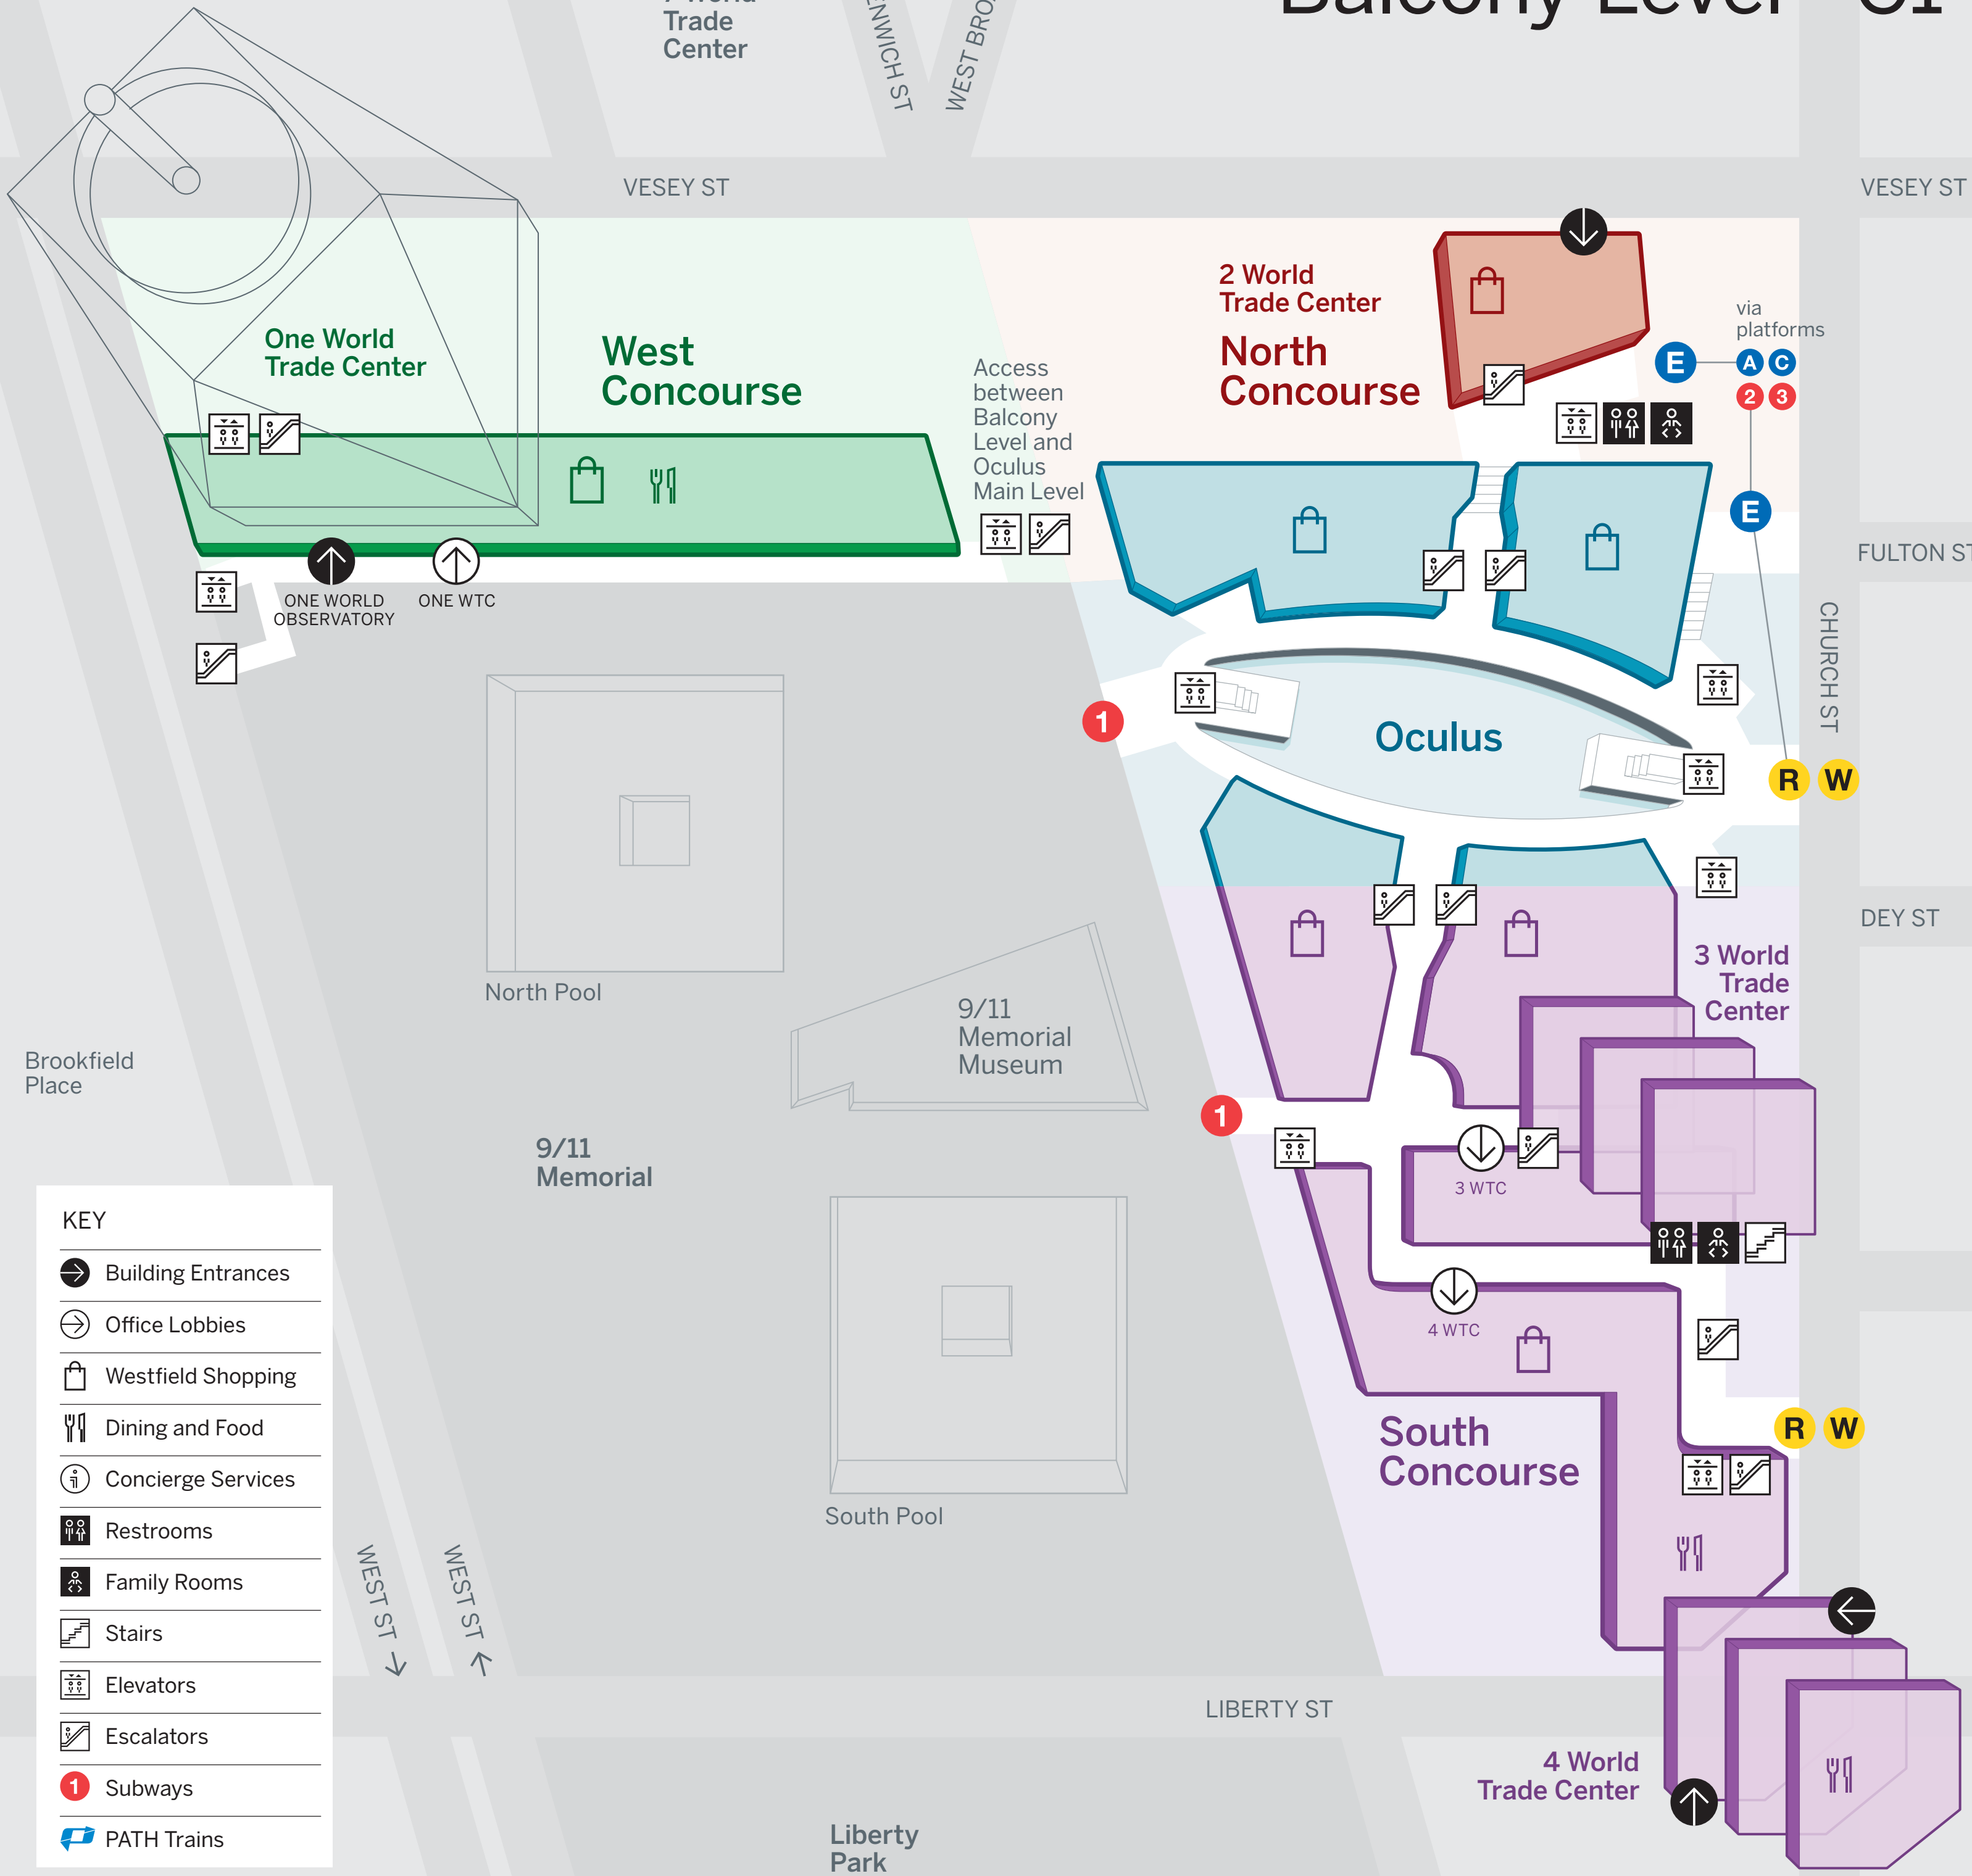 Trade
Center
VESEY ST
VESEY ST
2 World
Trade Center
North
Concourse
via
platforms
E
A
C
2
3
E
One World
Trade Center
West
Concourse
Access
between
Balcony
Level and
Oculus
Main Level
ONE WORLD
OBSERVATORY
ONE WTC
FULTON ST
CHURCH ST
1
Oculus
R
W
DEY ST
North Pool
9/11
Memorial
Museum
3 World
Trade
Center
Brookfield
Place
9/11
Memorial
1
3 WTC
4 WTC
South
Concourse
R
W
South Pool
WEST ST
WEST ST
LIBERTY ST
4 World
Trade Center
Liberty
Park
KEY
Building Entrances
Office Lobbies
Westfield Shopping
Dining and Food
Concierge Services
Restrooms
Family Rooms
Stairs
Elevators
Escalators
1
Subways
PATH Trains